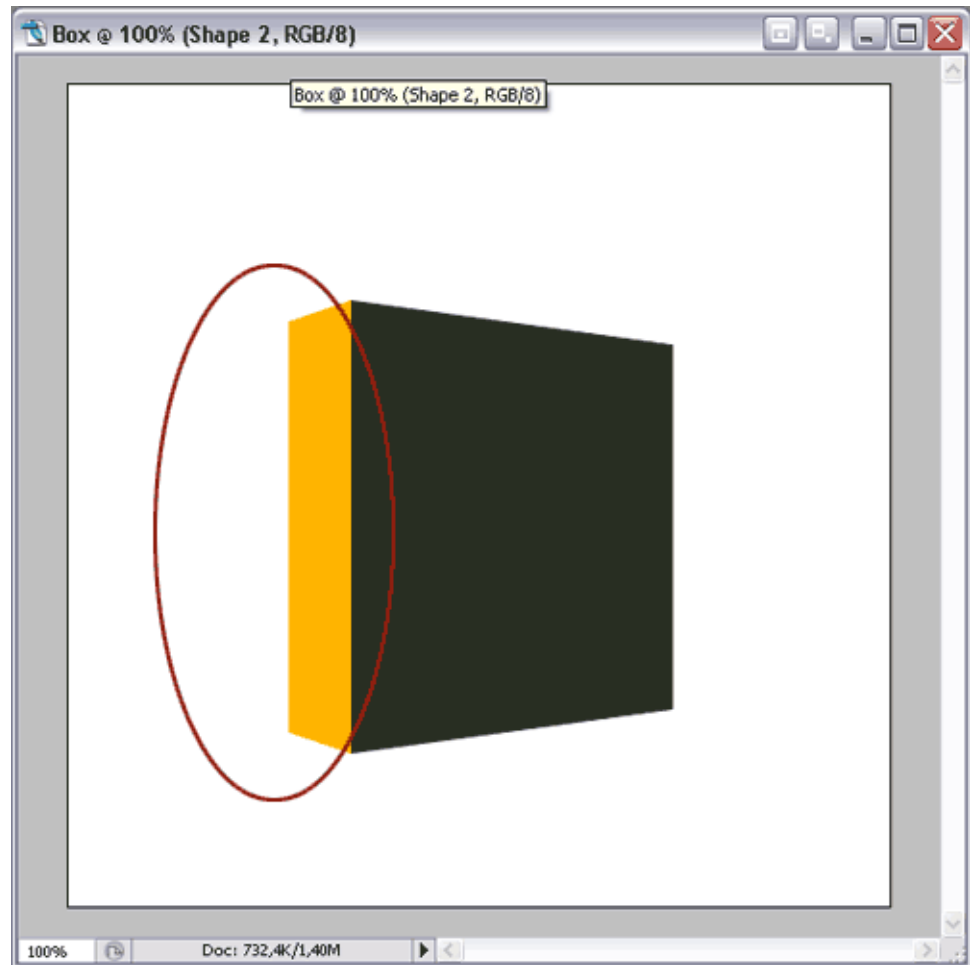 Box @ 100% (Shape 2, RGB/8)
Box @ 100% (Shape 2, RGB/8)
100% Doc: 732,4K/1,40M